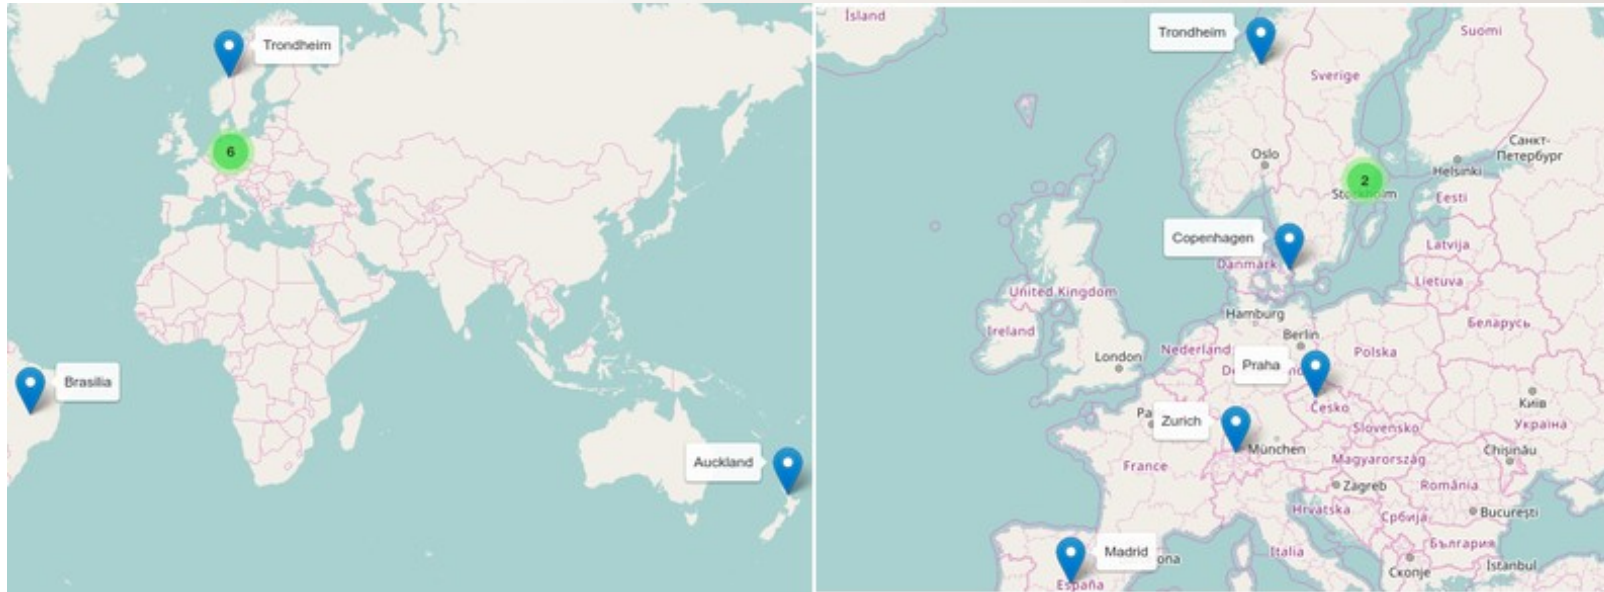 Trondheim
6
Brasilia
Auckland
Ísland
Trondheim
Suomi
Sverige
Санкт-
Петербург
Oslo
Helsinki
2
Stockholm
Eesti
Copenhagen
Latvija
Danmark
Lietuva
United Kingdom
Hamburg
Беларусь
Ireland
Berlin
London
Nederland
Polska
Praha
Česko
Київ
Zurich
Україна
Slovensko
München
Chișinău
Magyarország
France
Zagreb
România
Hrvatska
Србија
București
Madrid
Italia
България
España
Скопје
İstanbul